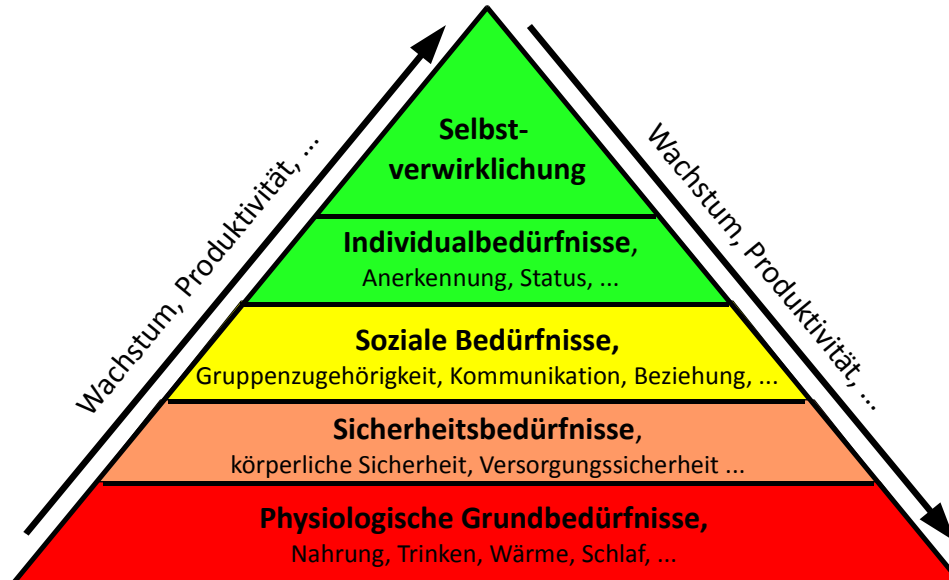 Selbst-
verwirklichung
Individualbedürfnisse,
Anerkennung, Status, ...
Soziale Bedürfnisse,
Gruppenzugehörigkeit, Kommunikation, Beziehung, ...
Sicherheitsbedürfnisse,
körperliche Sicherheit, Versorgungssicherheit ...
Physiologische Grundbedürfnisse,
Nahrung, Trinken, Wärme, Schlaf, ...
Wachstum, Produktivität, ...
Wachstum, Produktivität, ...